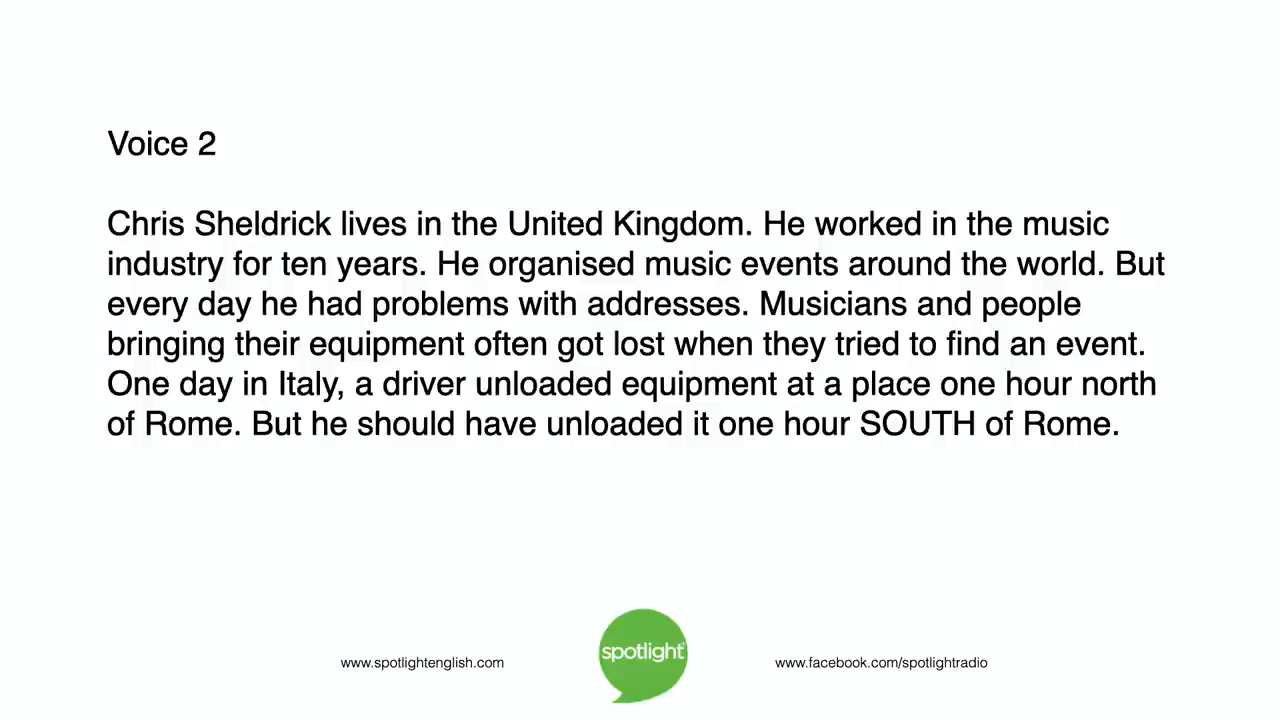 Voice 2
Chris Sheldrick lives in the United Kingdom. He worked in the music
industry for ten years. He organised music events around the world. But
every day he had problems with addresses. Musicians and people
bringing their equipment often got lost when they tried to find an event.
One day in Italy, a driver unloaded equipment at a place one hour north
of Rome. But he should have unloaded it one hour SOUTH of Rome.
www.spotlightenglish.com
spotlight
www.facebook.com/spotlightradio